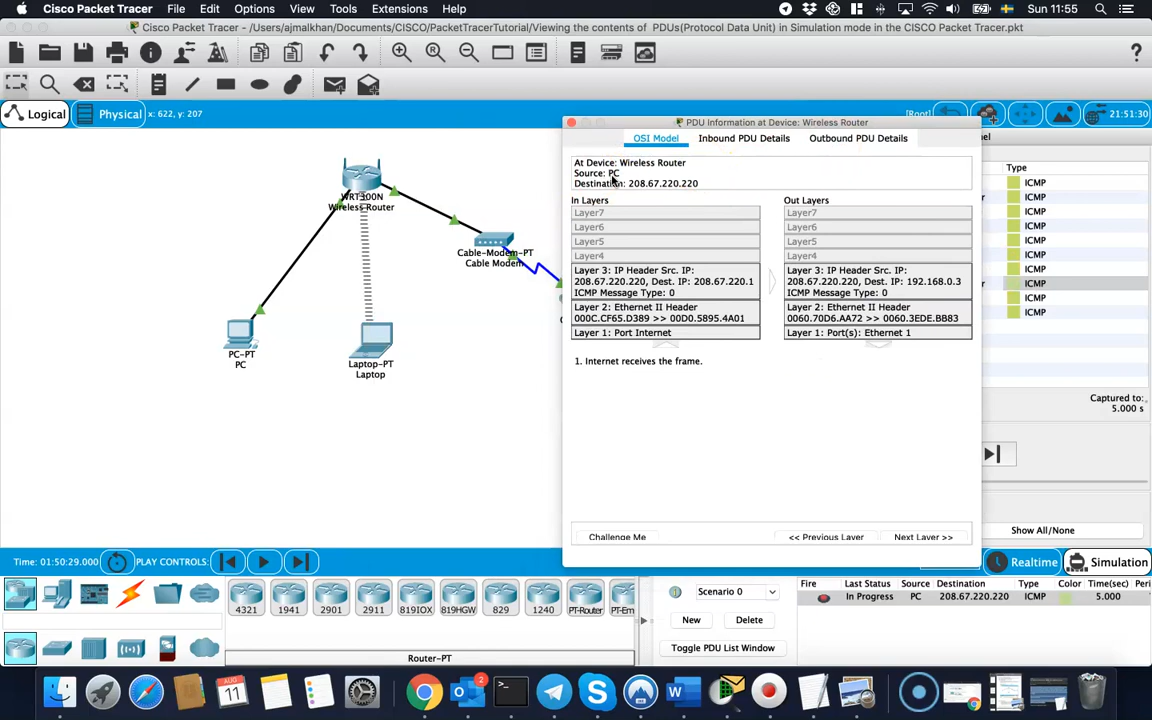 Cisco Packet Tracer File Edit Options View Tools Extensions Help Sun 11:55
Cisco Packet Tracer - /Users/ajmalkhan/Documents/CISCO/PacketTracerTutorial/Viewing the contents of PDUs(Protocol Data Unit) in Simulation mode in the CISCO Packet Tracer.pkt
Logical Physical x: 622, y: 207 [Root] 21:51:30
PDU Information at Device: Wireless Router
OSI Model Inbound PDU Details Outbound PDU Details
At Device: Wireless Router
Source: PC
Destination: 208.67.220.220
In Layers Out Layers
Layer7 Layer7
Layer6 Layer6
Layer5 Layer5
Layer4 Layer4
Layer 3: IP Header Src. IP: Layer 3: IP Header Src. IP:
208.67.220.220, Dest. IP: 208.67.220.1 208.67.220.220, Dest. IP: 192.168.0.3
ICMP Message Type: 0 ICMP Message Type: 0
Layer 2: Ethernet II Header Layer 2: Ethernet II Header
000C.CF65.D389 >> 00D0.5895.4A01 0060.70D6.AA72 >> 0060.3EDE.BB83
Layer 1: Port Internet Layer 1: Port(s): Ethernet 1
1. Internet receives the frame.
Challenge Me << Previous Layer Next Layer >>
WRT300N
Wireless Router
Cable-Modem-PT
Cable Modem
PC-PT
PC
Laptop-PT
Laptop
Type
ICMP
ICMP
ICMP
ICMP
ICMP
ICMP
ICMP
ICMP
ICMP
ICMP
Captured to:
5.000 s
Show All/None
Time: 01:50:29.000 PLAY CONTROLS: Realtime Simulation
4321 1941 2901 2911 819IOX 819HGW 829 1240 PT-Router PT-Em
Router-PT
Scenario 0
New Delete
Toggle PDU List Window
Fire Last Status Source Destination Type Color Time(sec) Peri
In Progress PC 208.67.220.220 ICMP 5.000
AUG
11
2